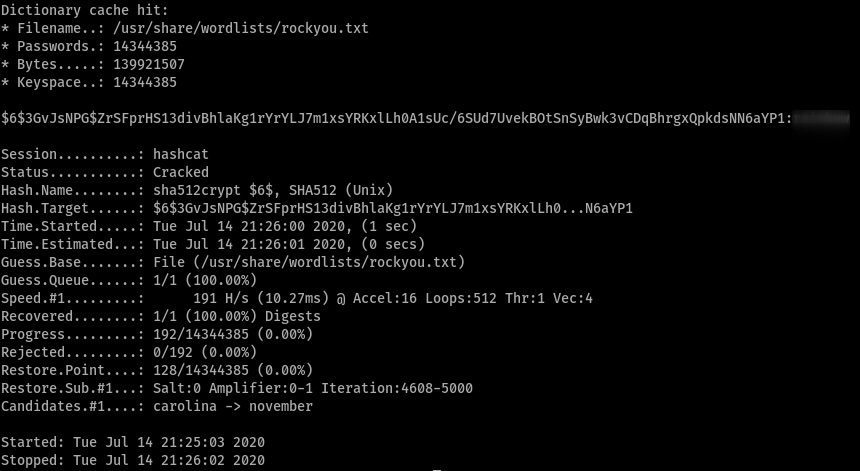 Dictionary cache hit:
* Filename..: /usr/share/wordlists/rockyou.txt
* Passwords.: 14344385
* Bytes.....: 139921507
* Keyspace..: 14344385
$6$3GvJsNPG$ZrSFprHS13divBhlaKg1rYrYLJ7m1xsYRKxlLh0A1sUc/6SUd7UvekBOtSnSyBwk3vCDqBhrgxQpkdsNN6aYP1:
Session..........: hashcat
Status...........: Cracked
Hash.Name........: sha512crypt $6$, SHA512 (Unix)
Hash.Target......: $6$3GvJsNPG$ZrSFprHS13divBhlaKg1rYrYLJ7m1xsYRKxlLh0...N6aYP1
Time.Started.....: Tue Jul 14 21:26:00 2020, (1 sec)
Time.Estimated...: Tue Jul 14 21:26:01 2020, (0 secs)
Guess.Base.......: File (/usr/share/wordlists/rockyou.txt)
Guess.Queue......: 1/1 (100.00%)
Speed.#1.........:      191 H/s (10.27ms) @ Accel:16 Loops:512 Thr:1 Vec:4
Recovered........: 1/1 (100.00%) Digests
Progress.........: 192/14344385 (0.00%)
Rejected.........: 0/192 (0.00%)
Restore.Point....: 128/14344385 (0.00%)
Restore.Sub.#1...: Salt:0 Amplifier:0-1 Iteration:4608-5000
Candidates.#1....: carolina -> november
Started: Tue Jul 14 21:25:03 2020
Stopped: Tue Jul 14 21:26:02 2020